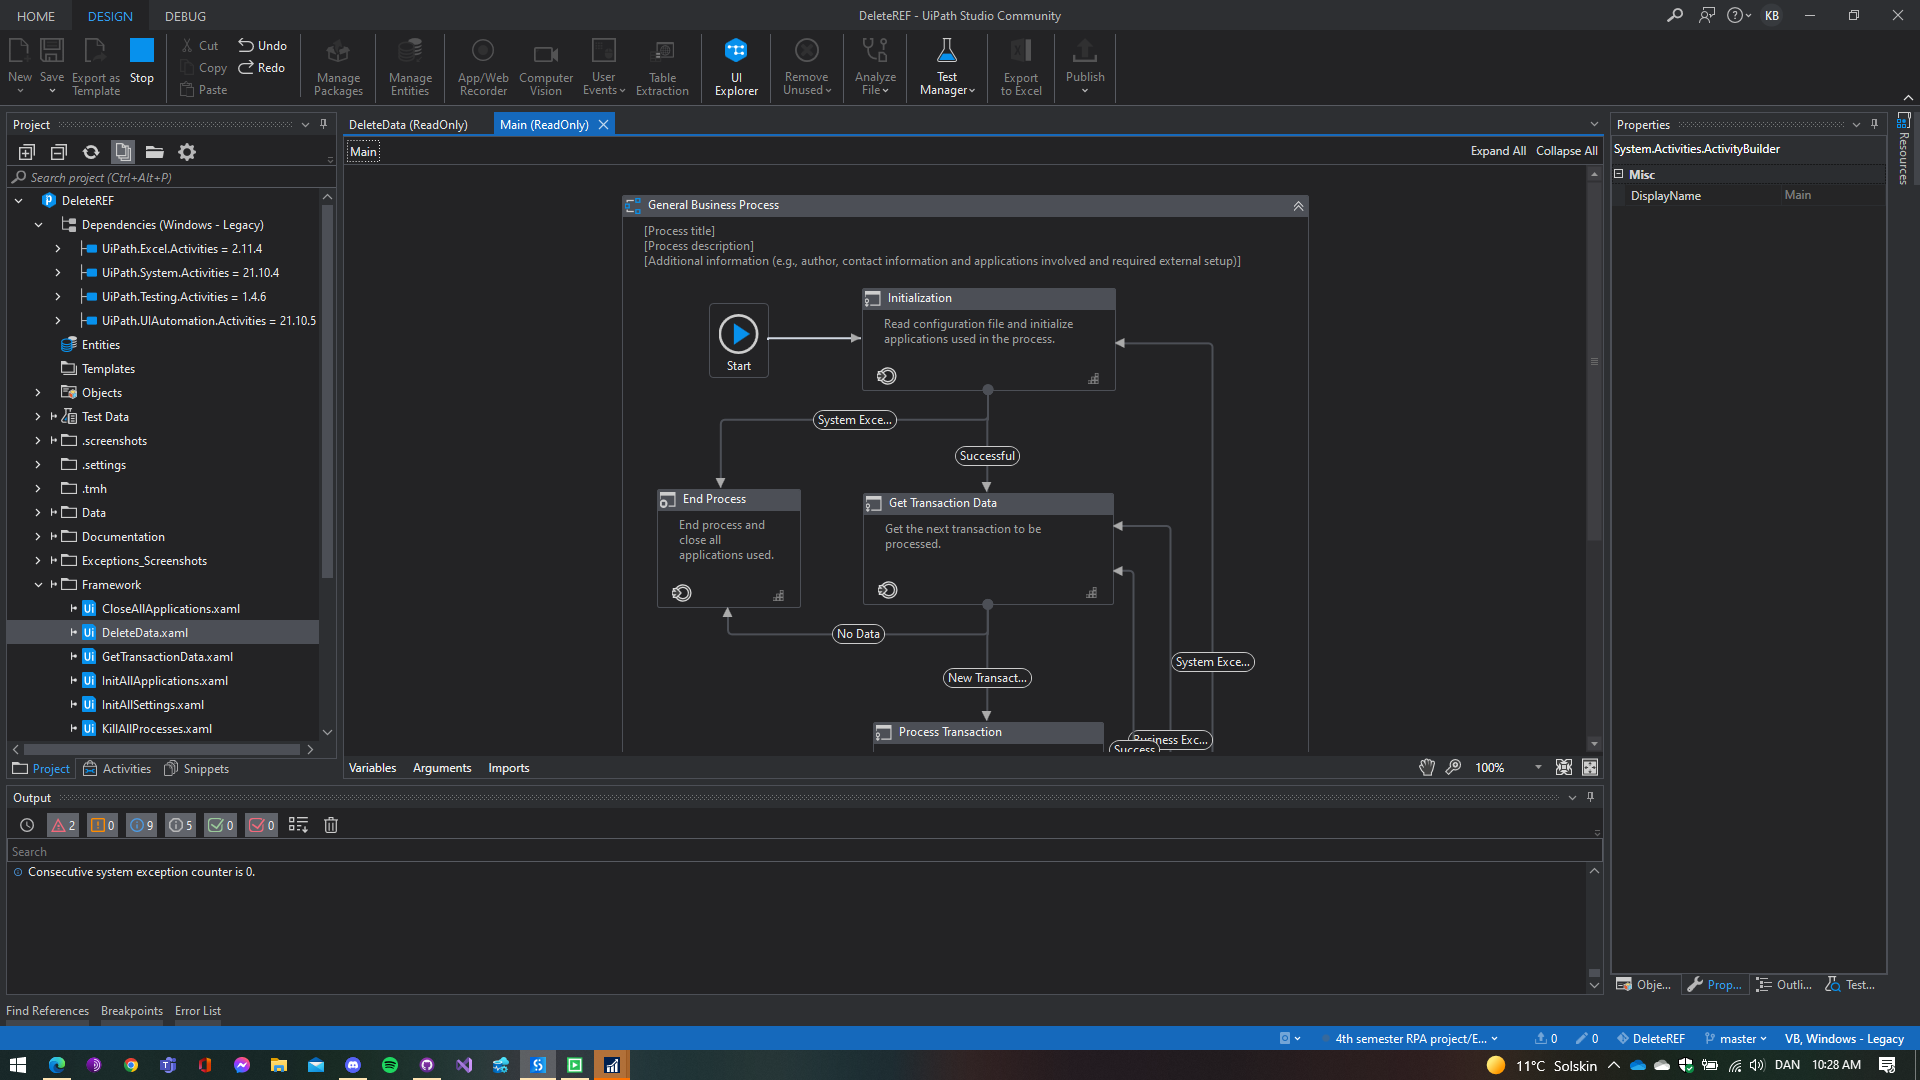 HOME
DESIGN
DEBUG
DeleteREF - UiPath Studio Community
KB
New
Save
Export as
Template
Stop
Cut
Copy
Paste
Undo
Redo
Manage
Packages
Manage
Entities
App/Web
Recorder
Computer
Vision
User
Events
Table
Extraction
UI
Explorer
Remove
Unused
Analyze
File
Test
Manager
Export
to Excel
Publish
Project
Search project (Ctrl+Alt+P)
DeleteREF
Dependencies (Windows - Legacy)
UiPath.Excel.Activities = 2.11.4
UiPath.System.Activities = 21.10.4
UiPath.Testing.Activities = 1.4.6
UiPath.UIAutomation.Activities = 21.10.5
Entities
Templates
Objects
Test Data
.screenshots
.settings
.tmh
Data
Documentation
Exceptions_Screenshots
Framework
CloseAllApplications.xaml
DeleteData.xaml
GetTransactionData.xaml
InitAllApplications.xaml
InitAllSettings.xaml
KillAllProcesses.xaml
Project
Activities
Snippets
DeleteData (ReadOnly)
Main (ReadOnly)
Main
Expand All
Collapse All
General Business Process
[Process title]
[Process description]
[Additional information (e.g., author, contact information and applications involved and required external setup)]
Start
Initialization
Read configuration file and initialize
applications used in the process.
System Exce...
Successful
End Process
End process and
close all
applications used.
Get Transaction Data
Get the next transaction to be
processed.
No Data
New Transact...
System Exce...
Process Transaction
Business Exc...
Success
Variables
Arguments
Imports
100%
Properties
System.Activities.ActivityBuilder
Misc
DisplayName
Main
Resources
Obje...
Prop...
Outli...
Test...
Output
2
0
9
5
0
0
Search
Consecutive system exception counter is 0.
Find References
Breakpoints
Error List
4th semester RPA project/E...
0
0
DeleteREF
master
VB, Windows - Legacy
11°C Solskin
DAN
10:28 AM